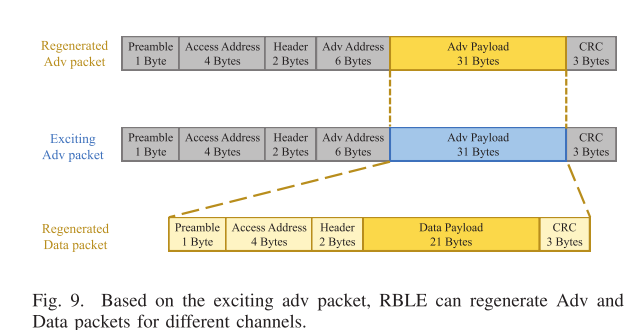 Regenerated
Adv packet
Preamble
1 Byte
Access Address
4 Bytes
Header
2 Bytes
Adv Address
6 Bytes
Adv Payload
31 Bytes
CRC
3 Bytes
Exciting
Adv packet
Preamble
1 Byte
Access Address
4 Bytes
Header
2 Bytes
Adv Address
6 Bytes
Adv Payload
31 Bytes
CRC
3 Bytes
Regenerated
Data packet
Preamble
1 Byte
Access Address
4 Bytes
Header
2 Bytes
Data Payload
21 Bytes
CRC
3 Bytes
Fig. 9. Based on the exciting adv packet, RBLE can regenerate Adv and
Data packets for different channels.